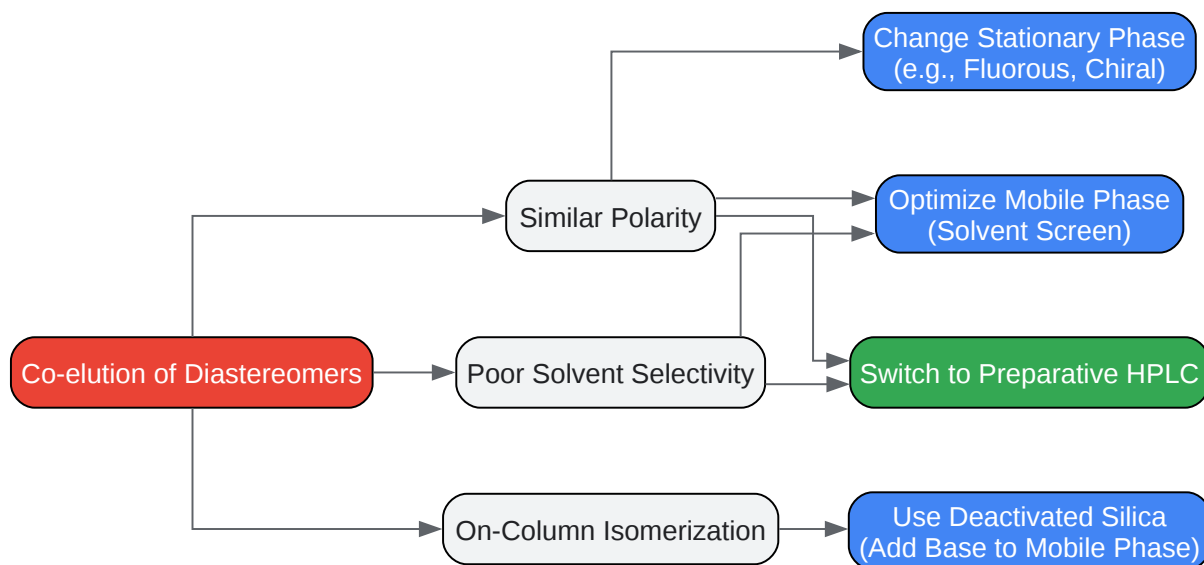 Change Stationary Phase
(e.g., Fluorous, Chiral)
Similar Polarity
Optimize Mobile Phase
(Solvent Screen)
Co-elution of Diastereomers
Poor Solvent Selectivity
Switch to Preparative HPLC
On-Column Isomerization
Use Deactivated Silica
(Add Base to Mobile Phase)